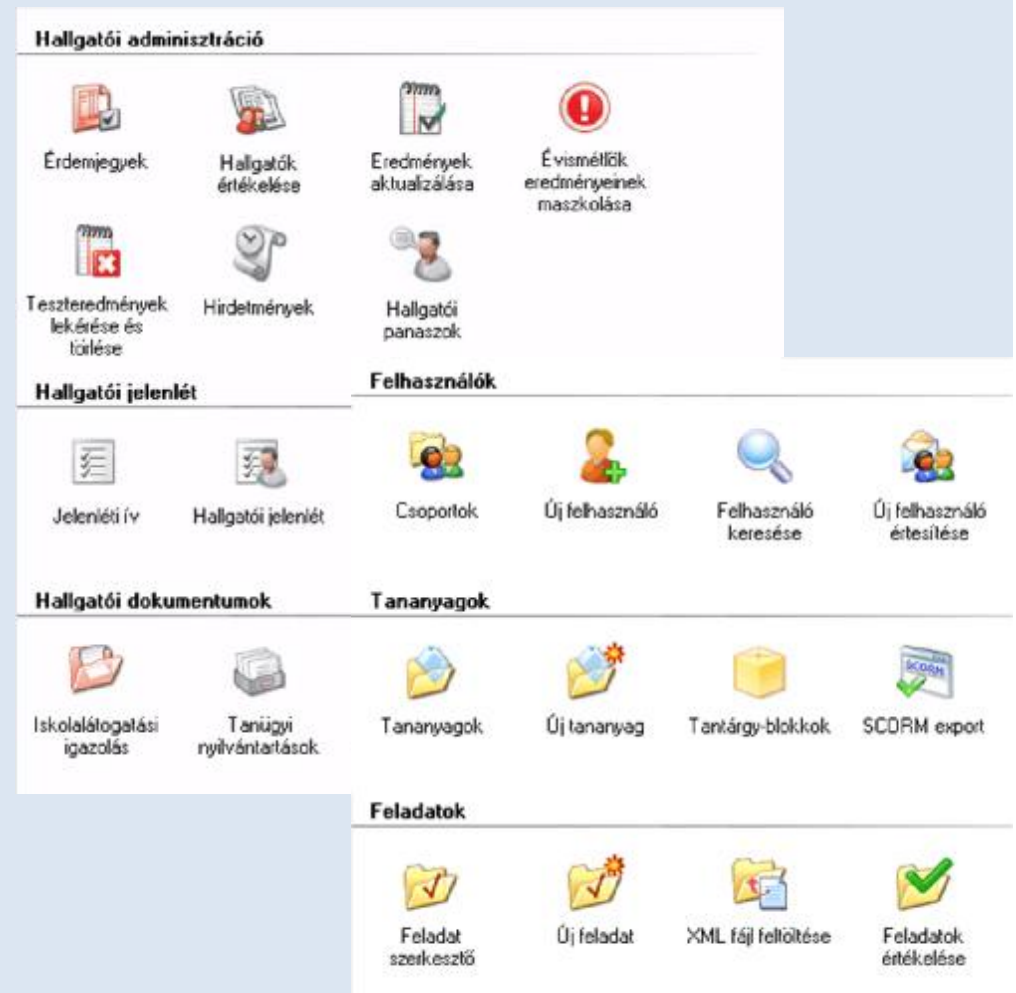 Hallgatói adminisztráció
Érdemjegyek
Hallgatók
értékelése
Eredmények
aktualizálása
Évismétlők
eredményeinek
maszkolása
Teszteredmények
lekérése és
törlése
Hirdetmények
Hallgatói
panaszok
Hallgatói jelenlét
Jelenléti ív
Hallgatói jelenlét
Hallgatói dokumentumok
Iskolalátogatási
igazolás
Tanügyi
nyilvántartások
Felhasználók
Csoportok
Új felhasználó
Felhasználó
keresése
Új felhasználó
értesítése
Tananyagok
Tananyagok
Új tananyag
Tantárgy-blokkok
SCORM
SCORM export
Feladatok
Feladat
szerkesztő
Új feladat
XML fájl feltöltése
Feladatok
értékelése